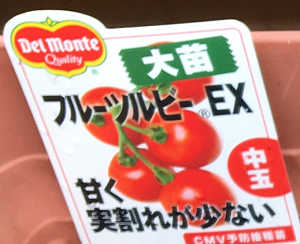 Del Monte
Quality
大苗
フルーツルビー®EX
中玉
甘く
実割れが少ない
CMV予防接種苗